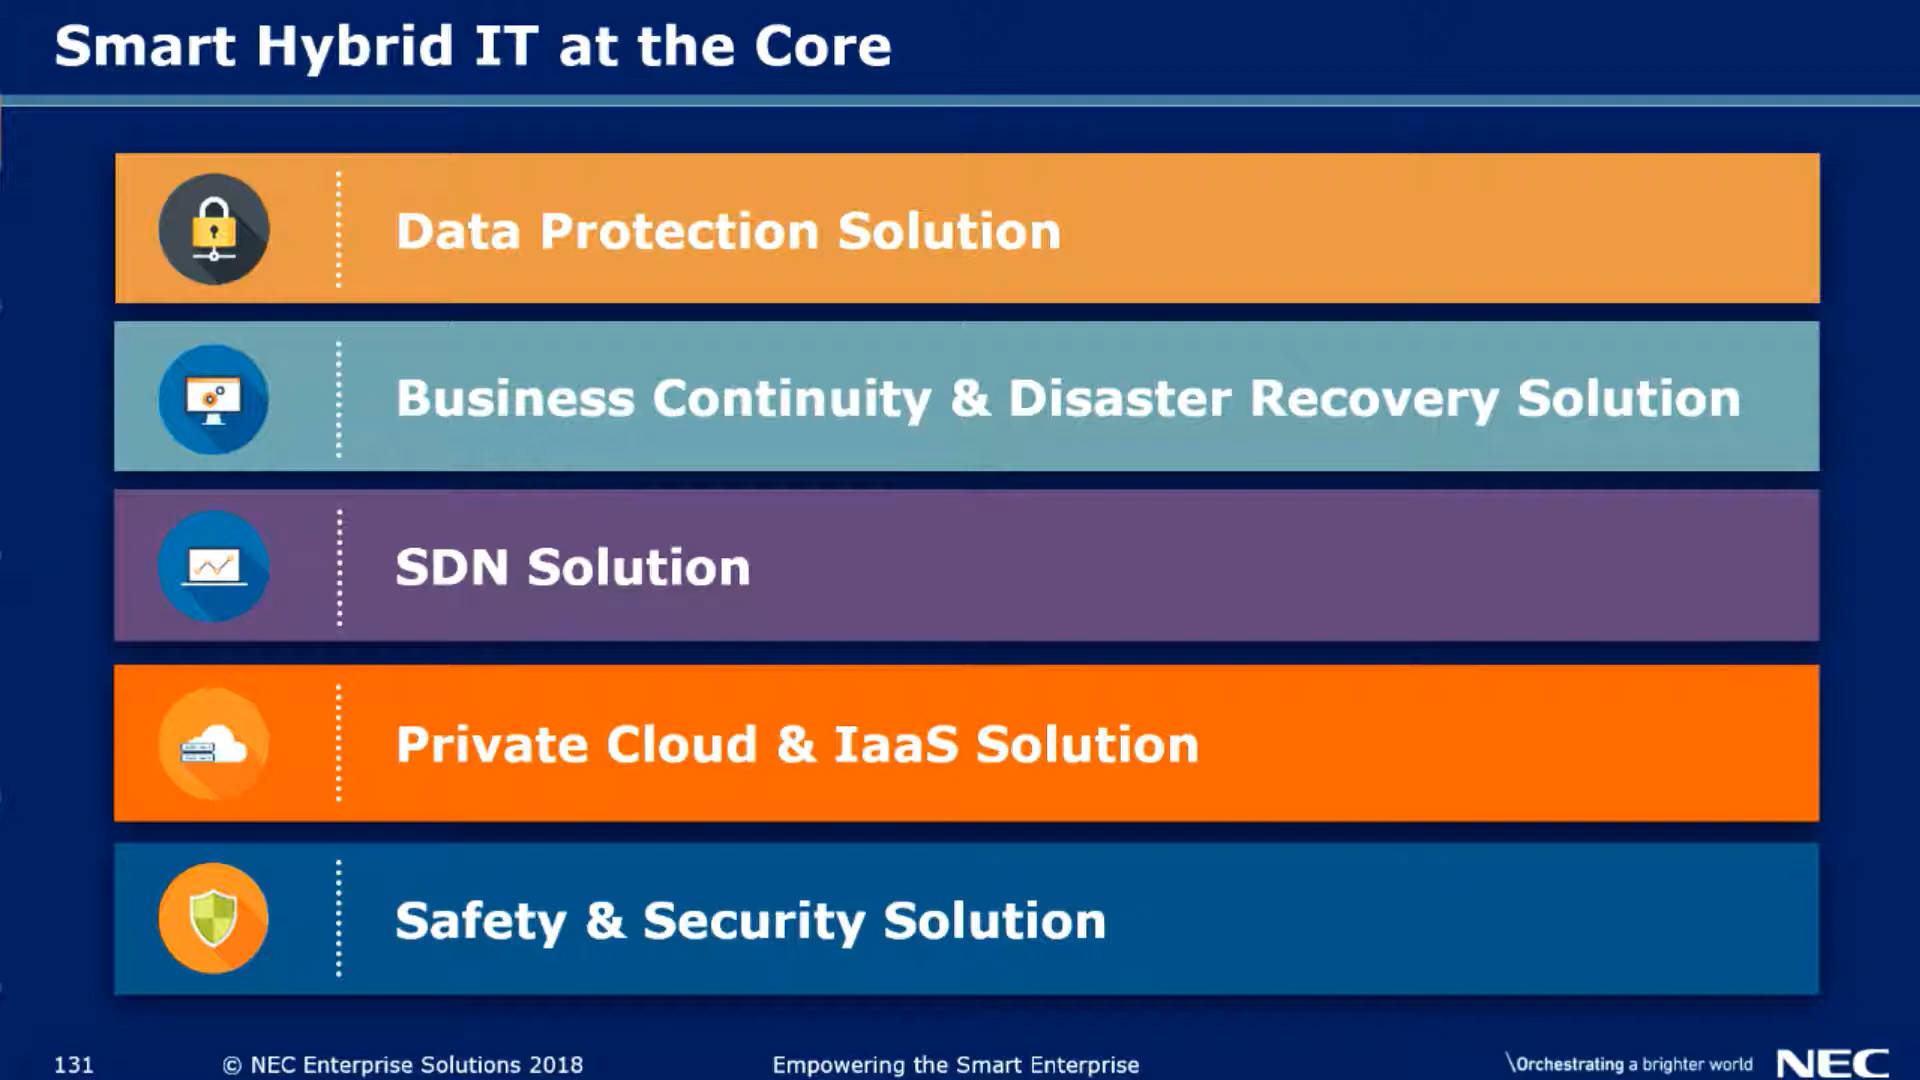 Smart Hybrid IT at the Core
Data Protection Solution
Business Continuity & Disaster Recovery Solution
SDN Solution
Private Cloud & IaaS Solution
Safety & Security Solution
131 © NEC Enterprise Solutions 2018 Empowering the Smart Enterprise \Orchestrating a brighter world NEC